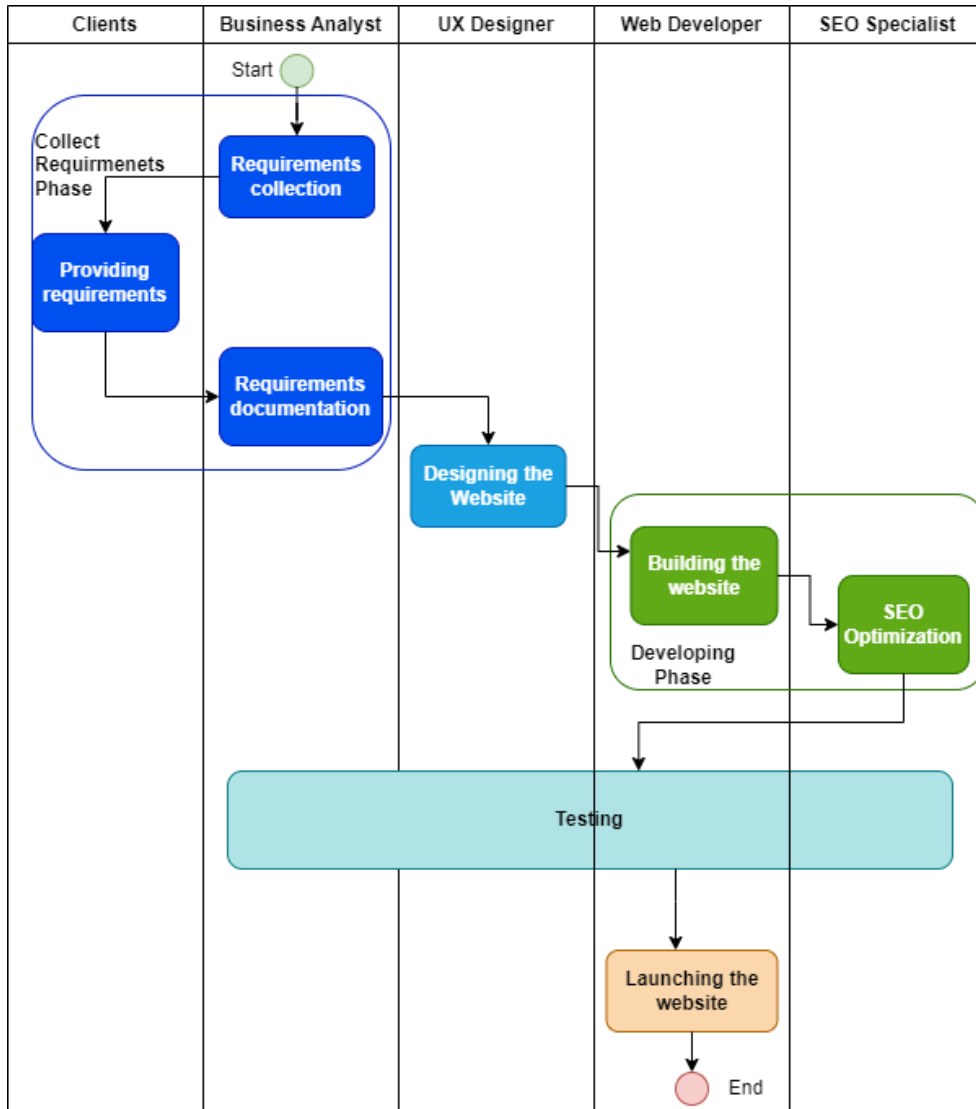 Clients
Business Analyst
UX Designer
Web Developer
SEO Specialist
Start
Collect
Requirmenets
Phase
Requirements
collection
Providing
requirements
Requirements
documentation
Designing the
Website
Building the
website
SEO
Optimization
Developing
Phase
Testing
Launching the
website
End